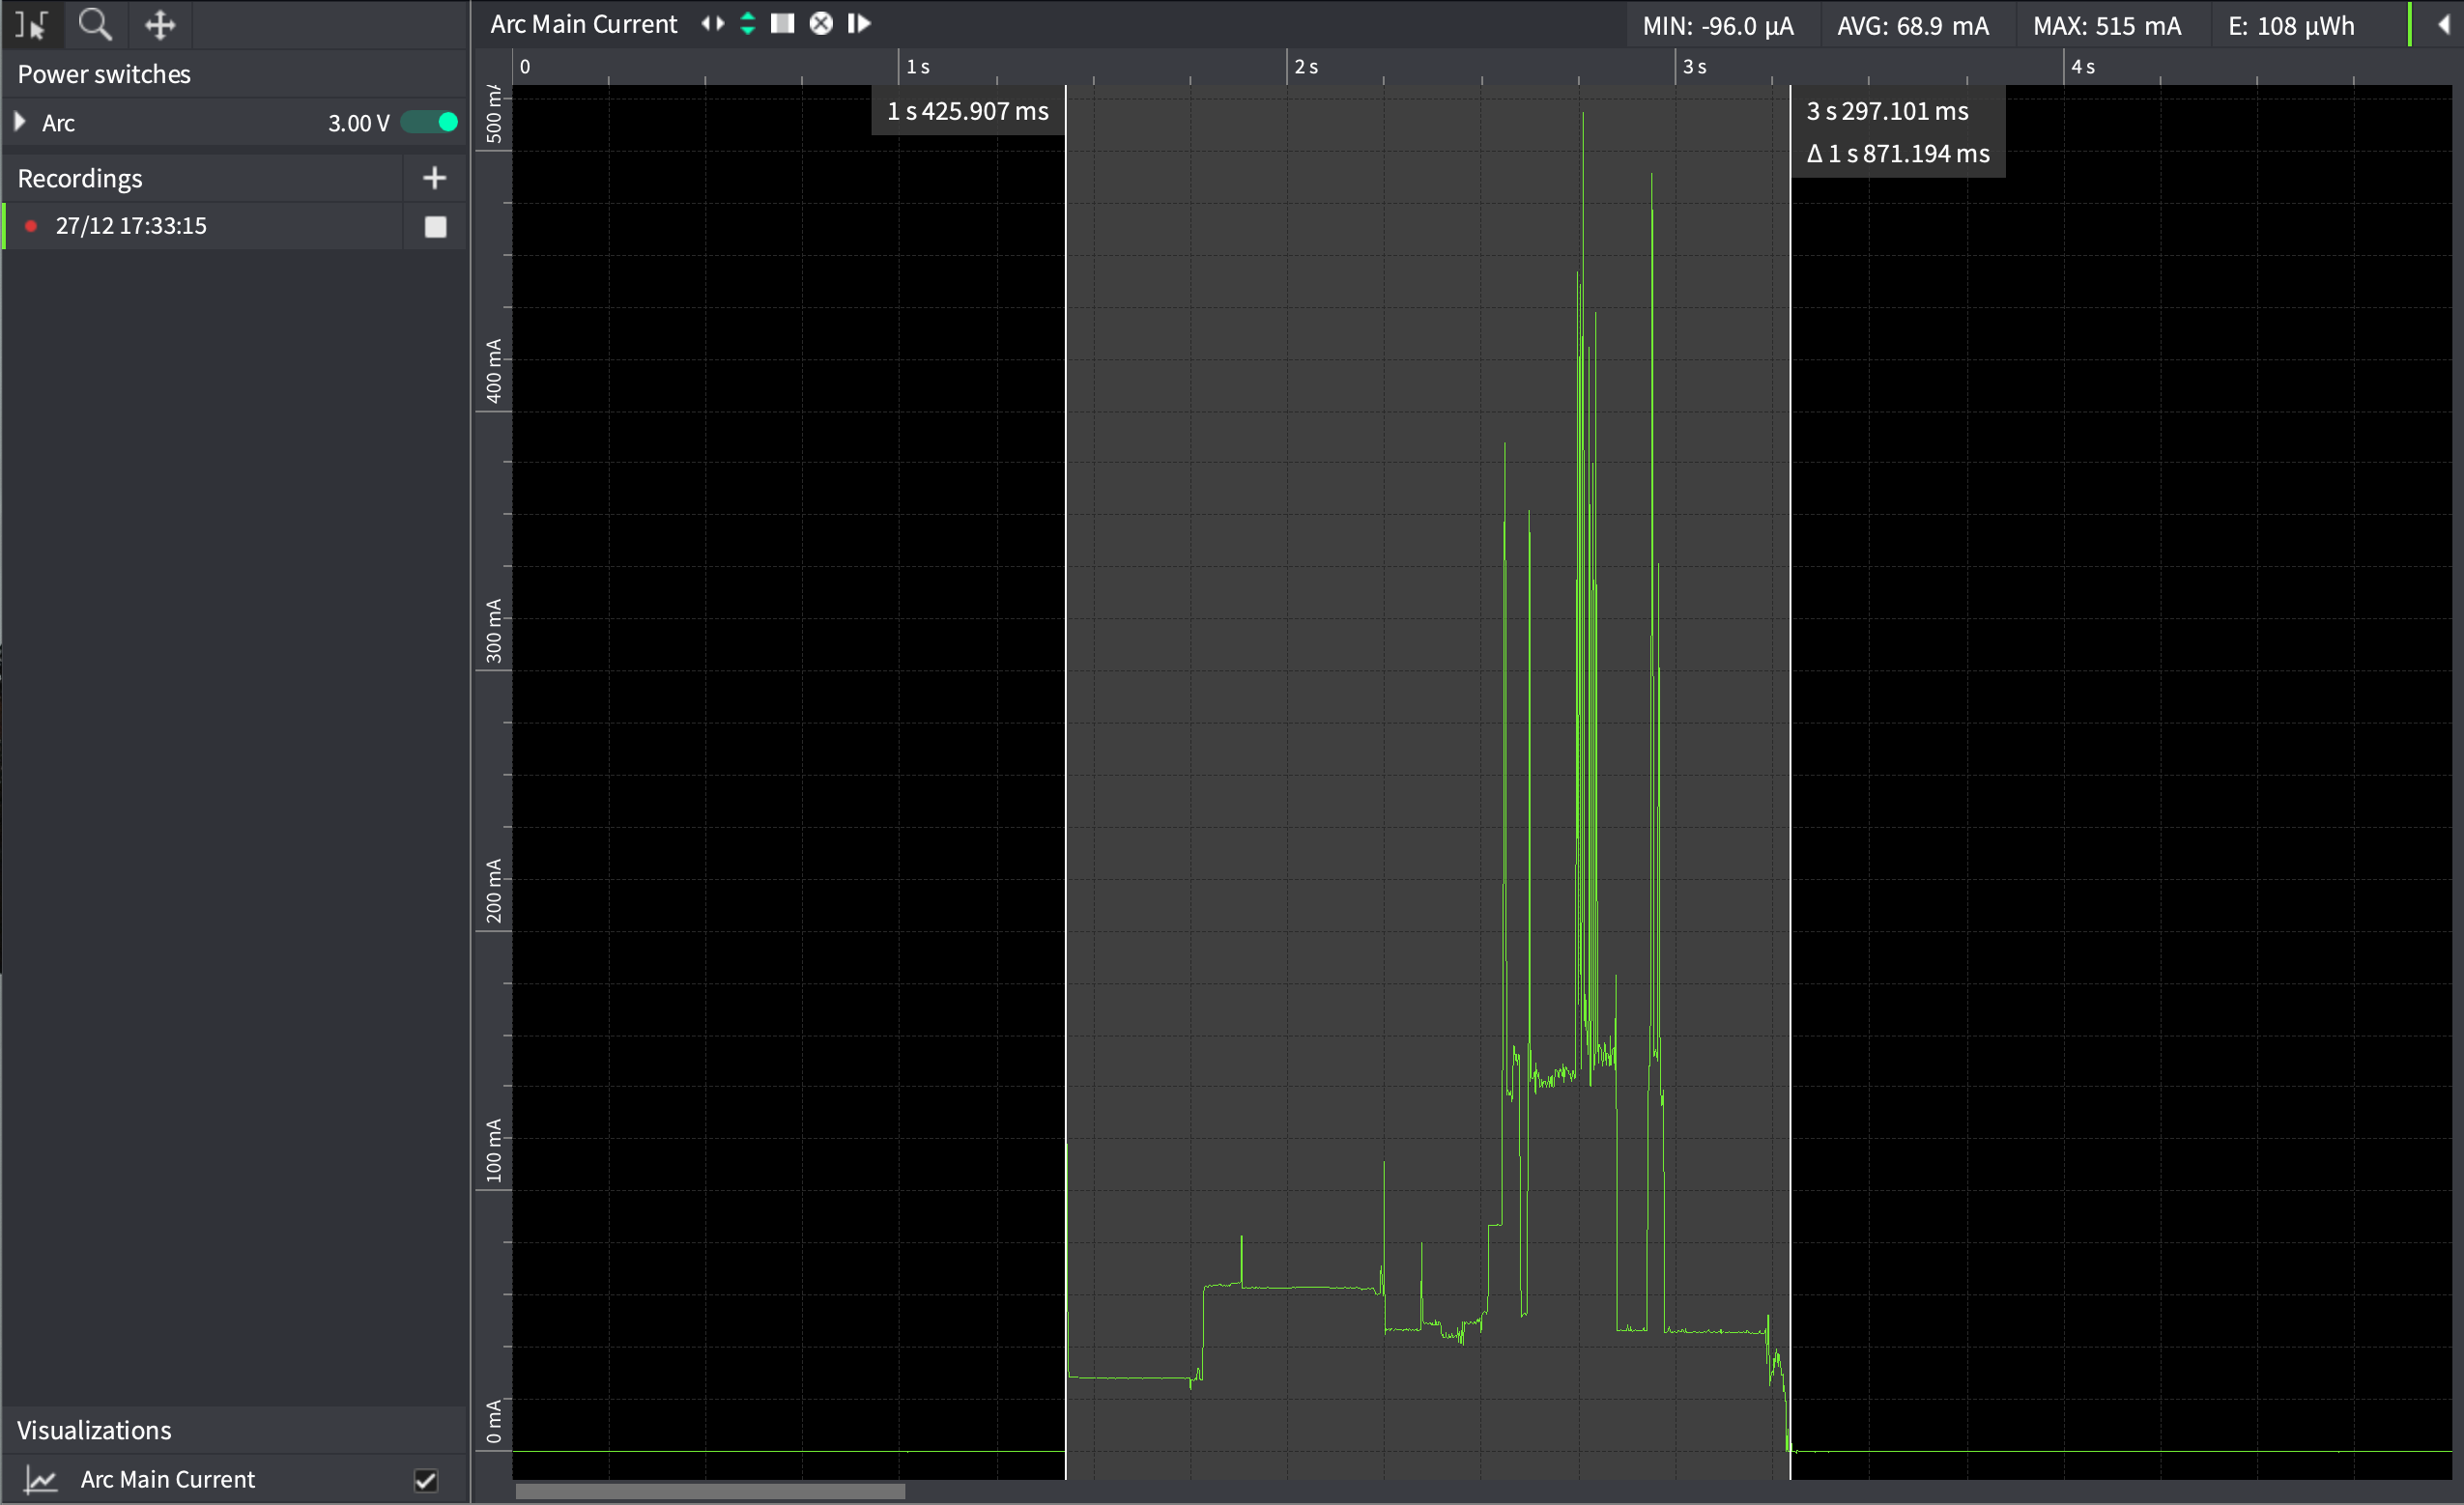 Arc Main Current
MIN: -96.0 µA
AVG: 68.9 mA
MAX: 515 mA
E: 108 µWh
Power switches
Arc
3.00 V
Recordings
27/12 17:33:15
0
1 s
2 s
3 s
4 s
1 s 425.907 ms
3 s 297.101 ms
Δ 1 s 871.194 ms
500 m
400 mA
300 mA
200 mA
100 mA
0 mA
Visualizations
Arc Main Current